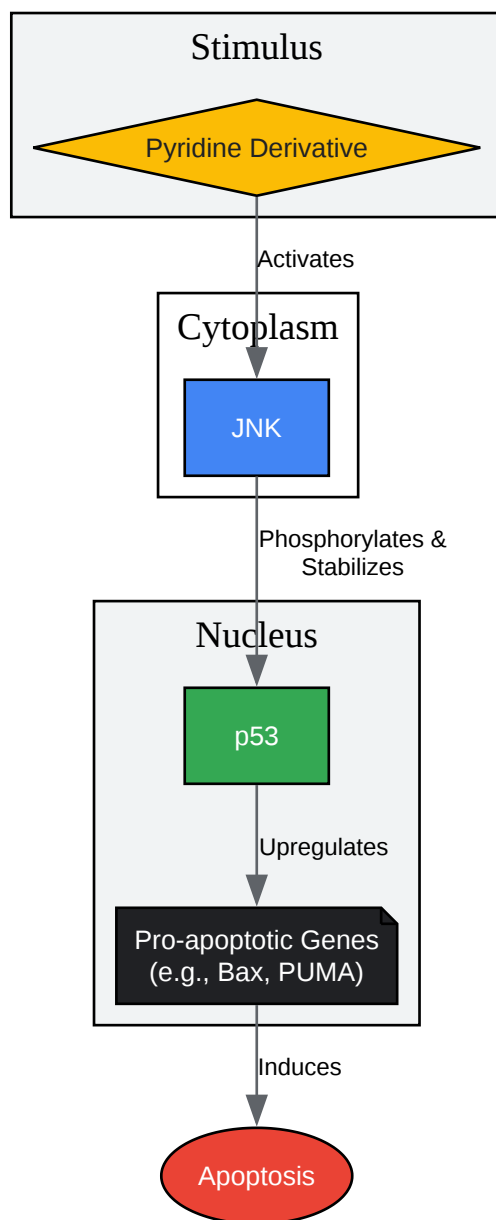 Stimulus
Pyridine Derivative
Activates
Cytoplasm
JNK
Phosphorylates &
Stabilizes
Nucleus
p53
Upregulates
Pro-apoptotic Genes
(e.g., Bax, PUMA)
Induces
Apoptosis